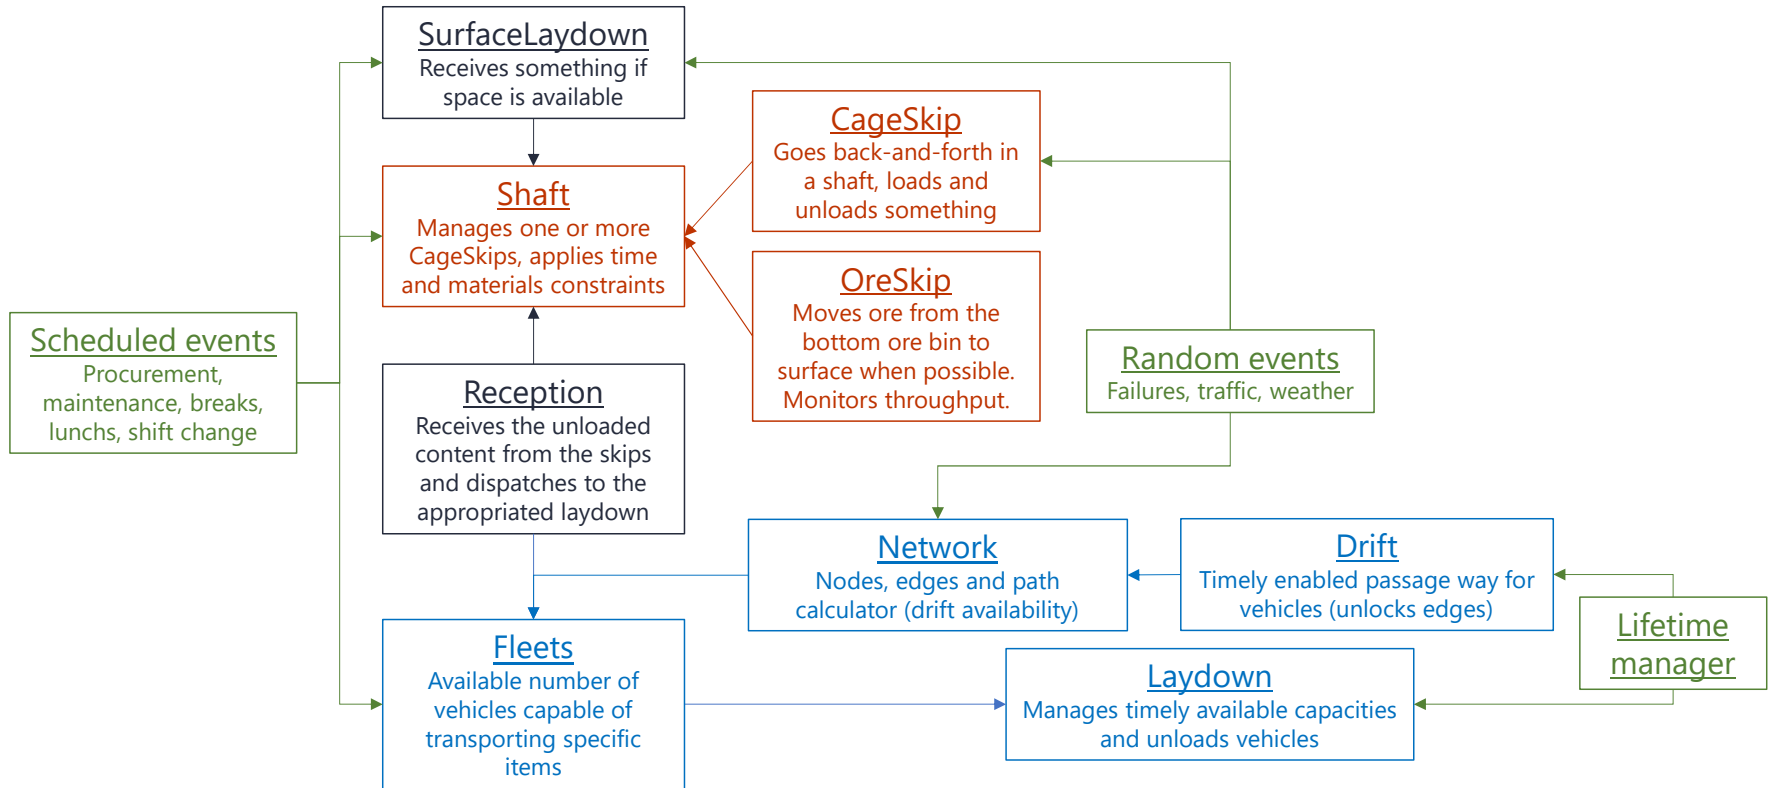 SurfaceLaydown
Receives something if
space is available
CageSkip
Goes back-and-forth in
a shaft, loads and
unloads something
Shaft
Manages one or more
CageSkips, applies time
and materials constraints
OreSkip
Moves ore from the
bottom ore bin to
surface when possible.
Monitors throughput.
Scheduled events
Procurement,
maintenance, breaks,
lunchs, shift change
Random events
Failures, traffic, weather
Reception
Receives the unloaded
content from the skips
and dispatches to the
appropriated laydown
Network
Nodes, edges and path
calculator (drift availability)
Drift
Timely enabled passage way for
vehicles (unlocks edges)
Lifetime
manager
Fleets
Available number of
vehicles capable of
transporting specific
items
Laydown
Manages timely available capacities
and unloads vehicles